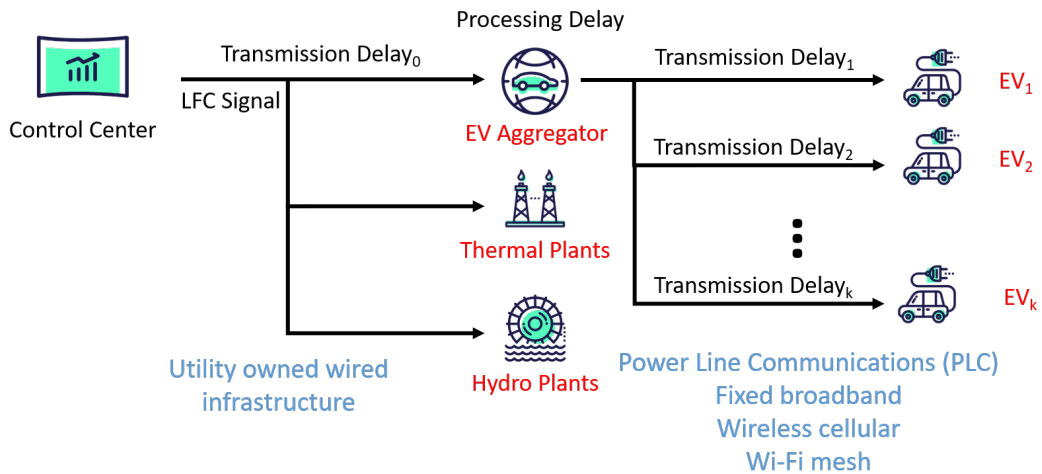 Processing Delay
Transmission Delay₀
LFC Signal
Control Center
EV Aggregator
Thermal Plants
Hydro Plants
Utility owned wired
infrastructure
Transmission Delay₁
EV₁
Transmission Delay₂
EV₂
Transmission Delayₖ
EVₖ
Power Line Communications (PLC)
Fixed broadband
Wireless cellular
Wi-Fi mesh